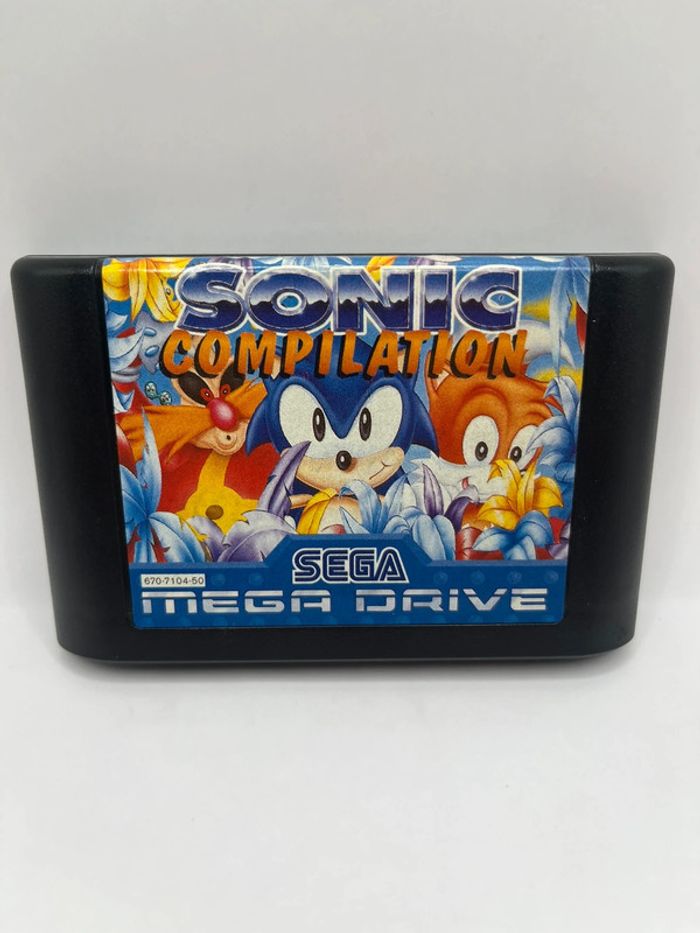 SONIC
COMPILATION
SEGA
670-7104-50
MEGA DRIVE